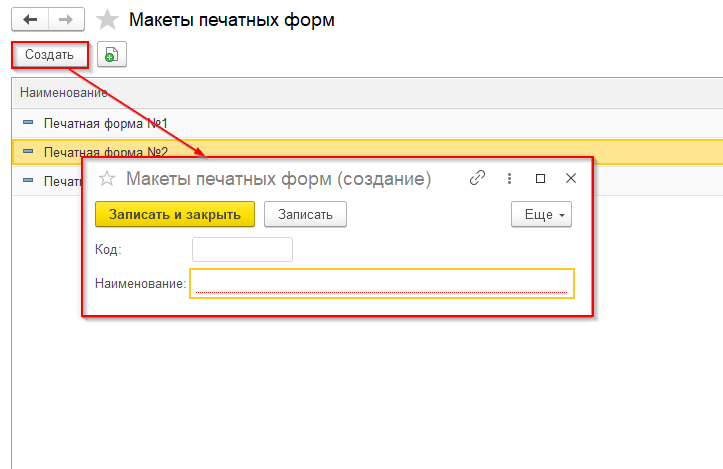 Макеты печатных форм
Создать
Наименование
Печатная форма №1
Печатная форма №2
Макеты печатных форм (создание)
Записать и закрыть Записать Еще
Код:
Наименование: